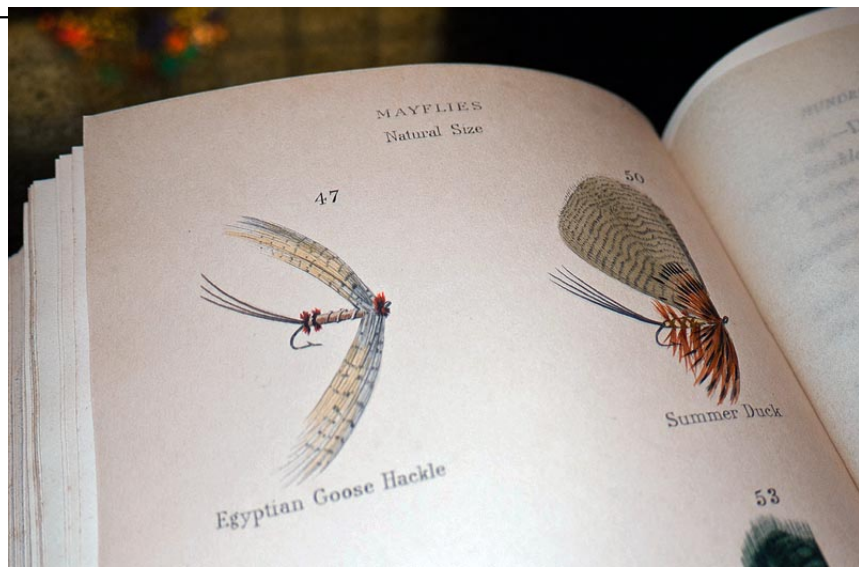 MAYFLIES
Natural Size
47
50
Egyptian Goose Hackle
Summer Duck
53